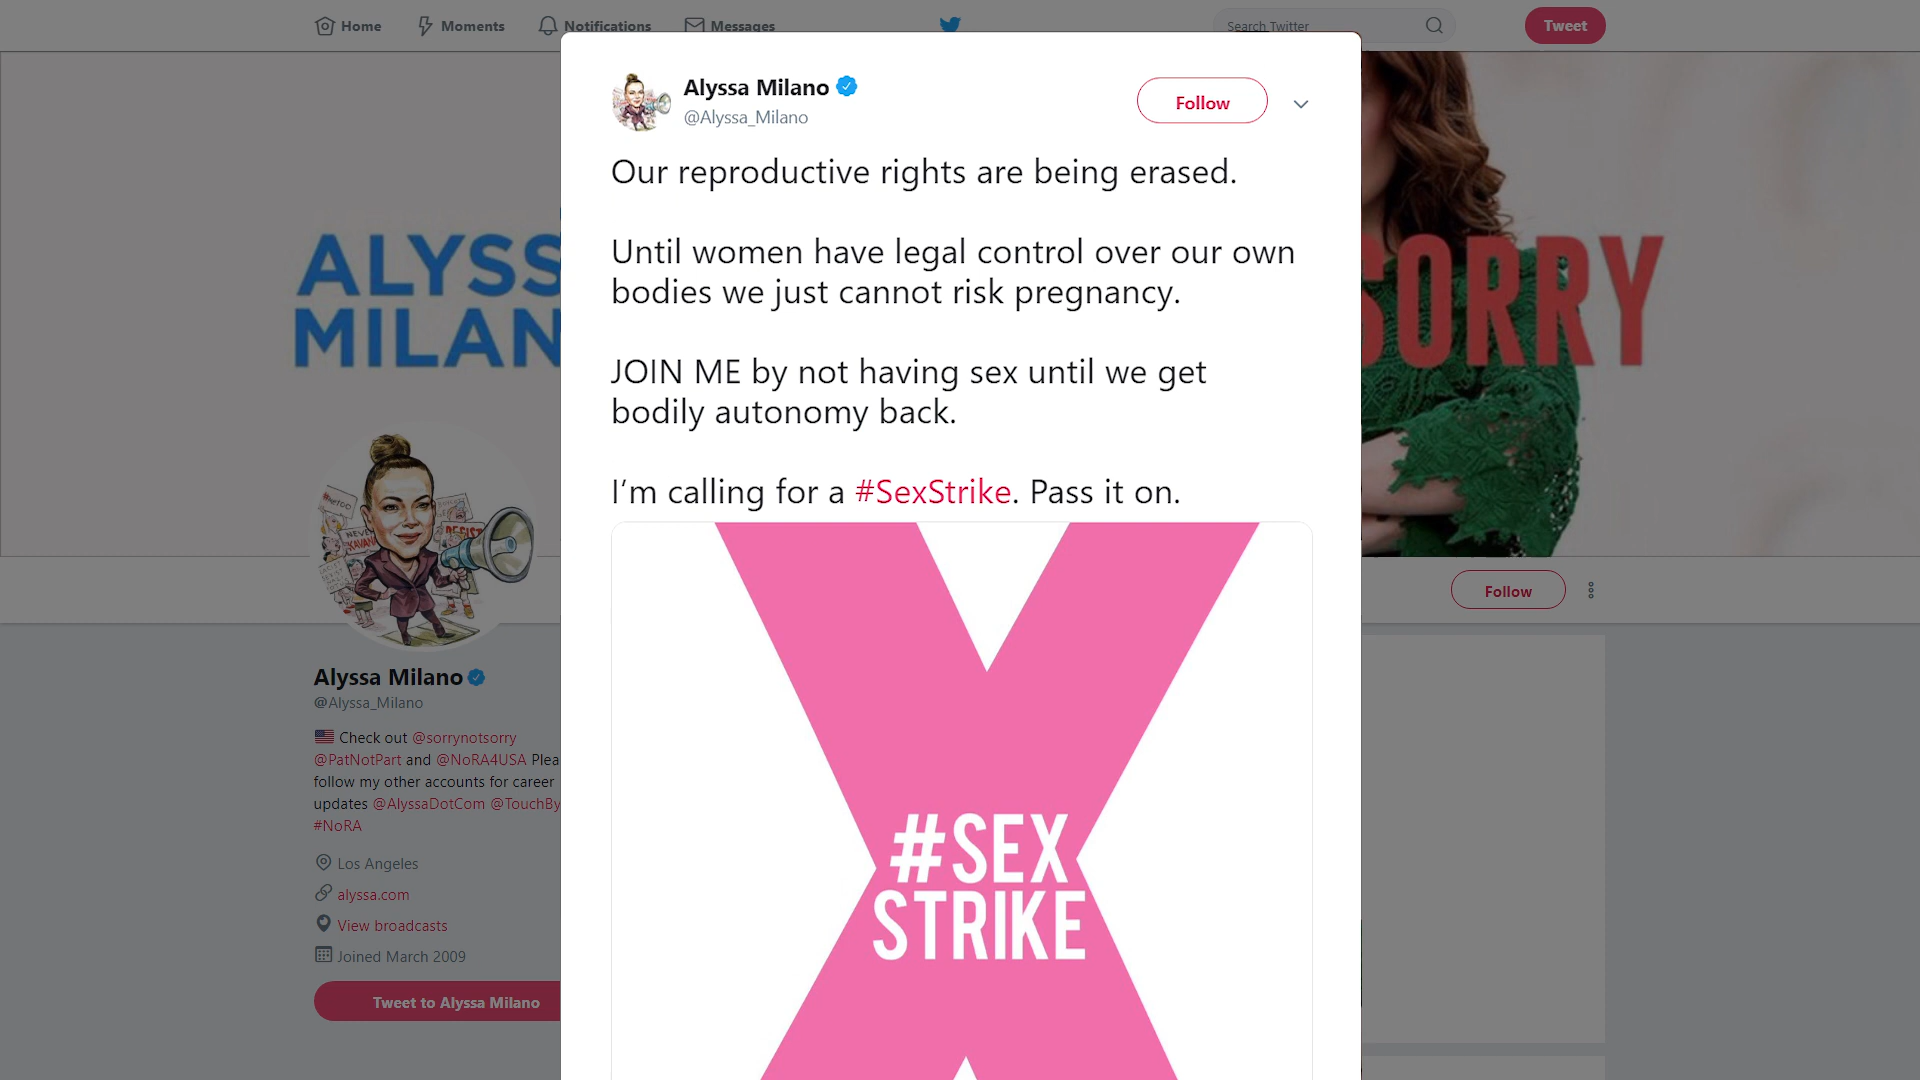 Home
Moments
Notifications
Messages
Search Twitter
Tweet
Alyssa Milano
@Alyssa_Milano
Follow
Our reproductive rights are being erased.
Until women have legal control over our own
bodies we just cannot risk pregnancy.
JOIN ME by not having sex until we get
bodily autonomy back.
I'm calling for a #SexStrike. Pass it on.
#SEX
STRIKE
ALYSS
MILAN
SORRY
Follow
Alyssa Milano
@Alyssa_Milano
Check out @sorrynotsorry
@PatNotPart and @NoRA4USA Plea
follow my other accounts for career
updates @AlyssaDotCom @TouchBy
#NoRA
Los Angeles
alyssa.com
View broadcasts
Joined March 2009
Tweet to Alyssa Milano